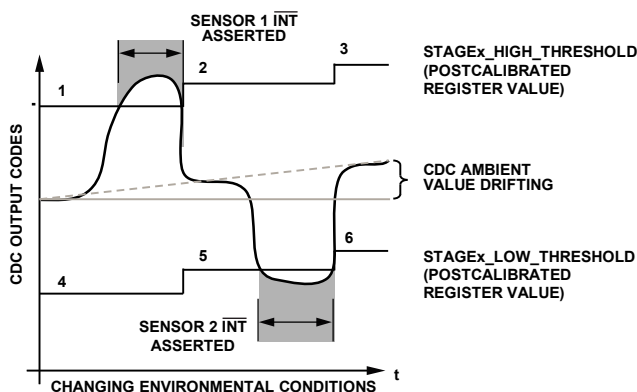 SENSOR 1 INT
ASSERTED
1
2
3
STAGEx_HIGH_THRESHOLD
(POSTCALIBRATED
REGISTER VALUE)
CDC OUTPUT CODES
CDC AMBIENT
VALUE DRIFTING
4
5
6
STAGEx_LOW_THRESHOLD
(POSTCALIBRATED
REGISTER VALUE)
SENSOR 2 INT
ASSERTED
t
CHANGING ENVIRONMENTAL CONDITIONS